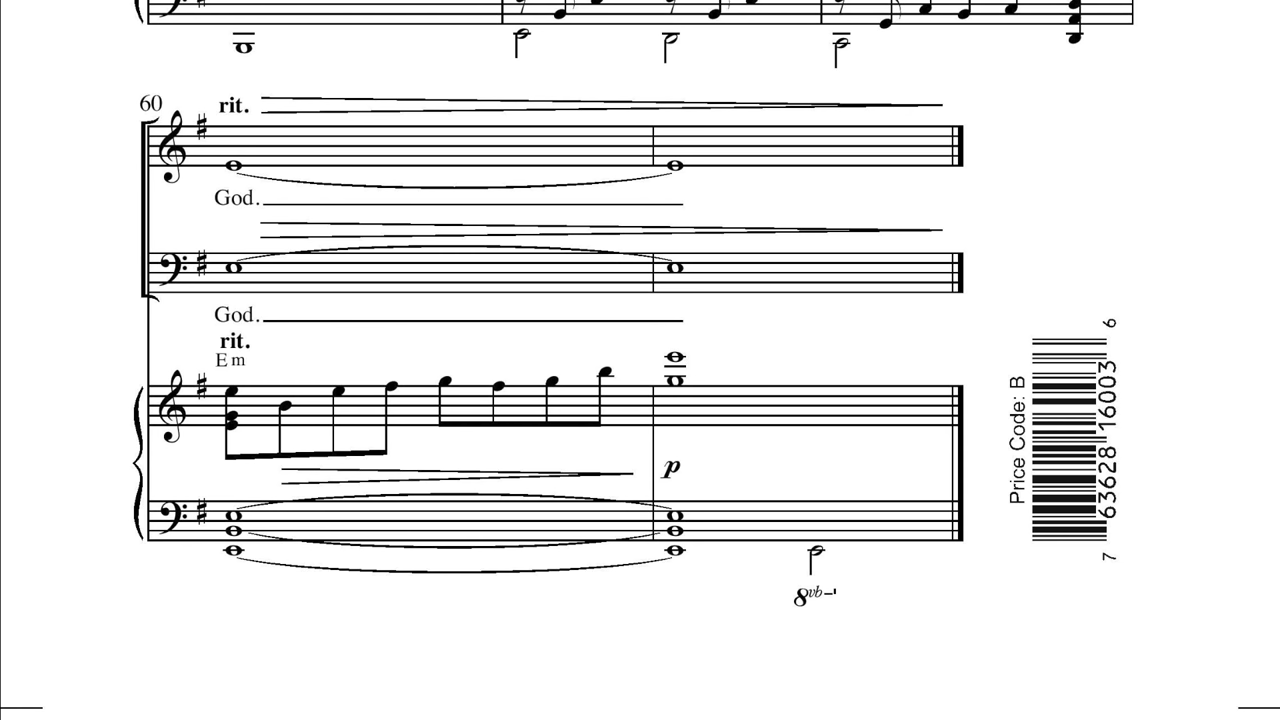 60
rit.
God.
God.
rit.
Em
p
8vb
Price Code: B
7 63628 16003 6